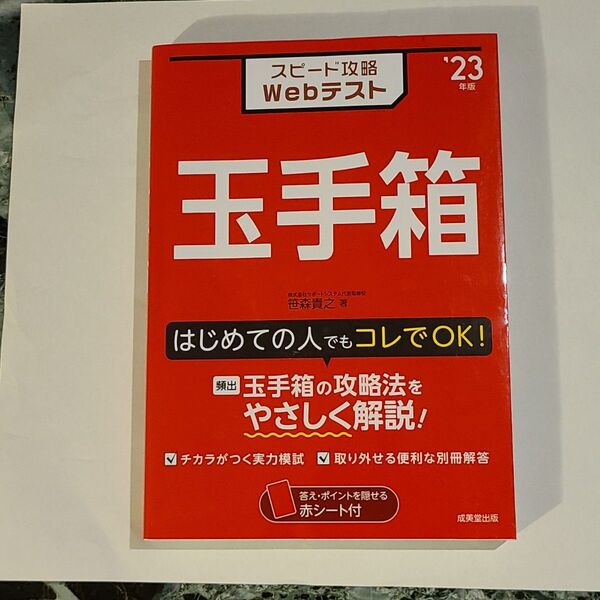 スピード攻略
Webテスト
'23
年版
玉手箱
株式会社サポートシステム代表取締役
笹森貴之 著
はじめての人でもコレでOK!
頻出 玉手箱の攻略法を
やさしく解説!
チカラがつく実力模試 取り外せる便利な別冊解答
答え・ポイントを隠せる
赤シート付
成美堂出版